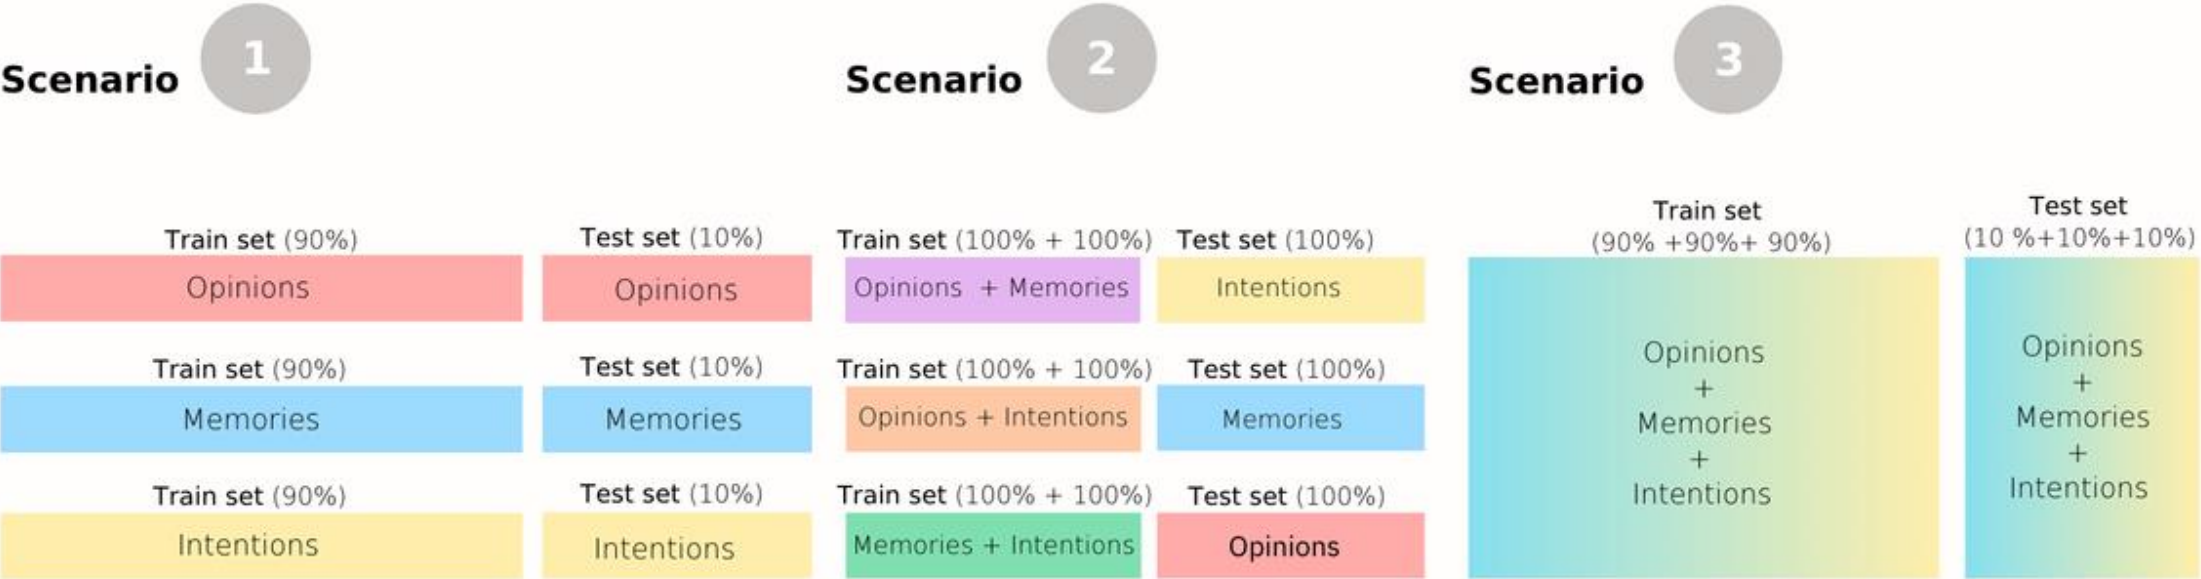 Scenario 1
Train set (90%)
Opinions
Test set (10%)
Opinions
Train set (90%)
Memories
Test set (10%)
Memories
Train set (90%)
Intentions
Test set (10%)
Intentions
Scenario 2
Train set (100% + 100%)
Opinions + Memories
Test set (100%)
Intentions
Train set (100% + 100%)
Opinions + Intentions
Test set (100%)
Memories
Train set (100% + 100%)
Memories + Intentions
Test set (100%)
Opinions
Scenario 3
Train set
(90% +90%+ 90%)
Opinions
+
Memories
+
Intentions
Test set
(10 %+10%+10%)
Opinions
+
Memories
+
Intentions